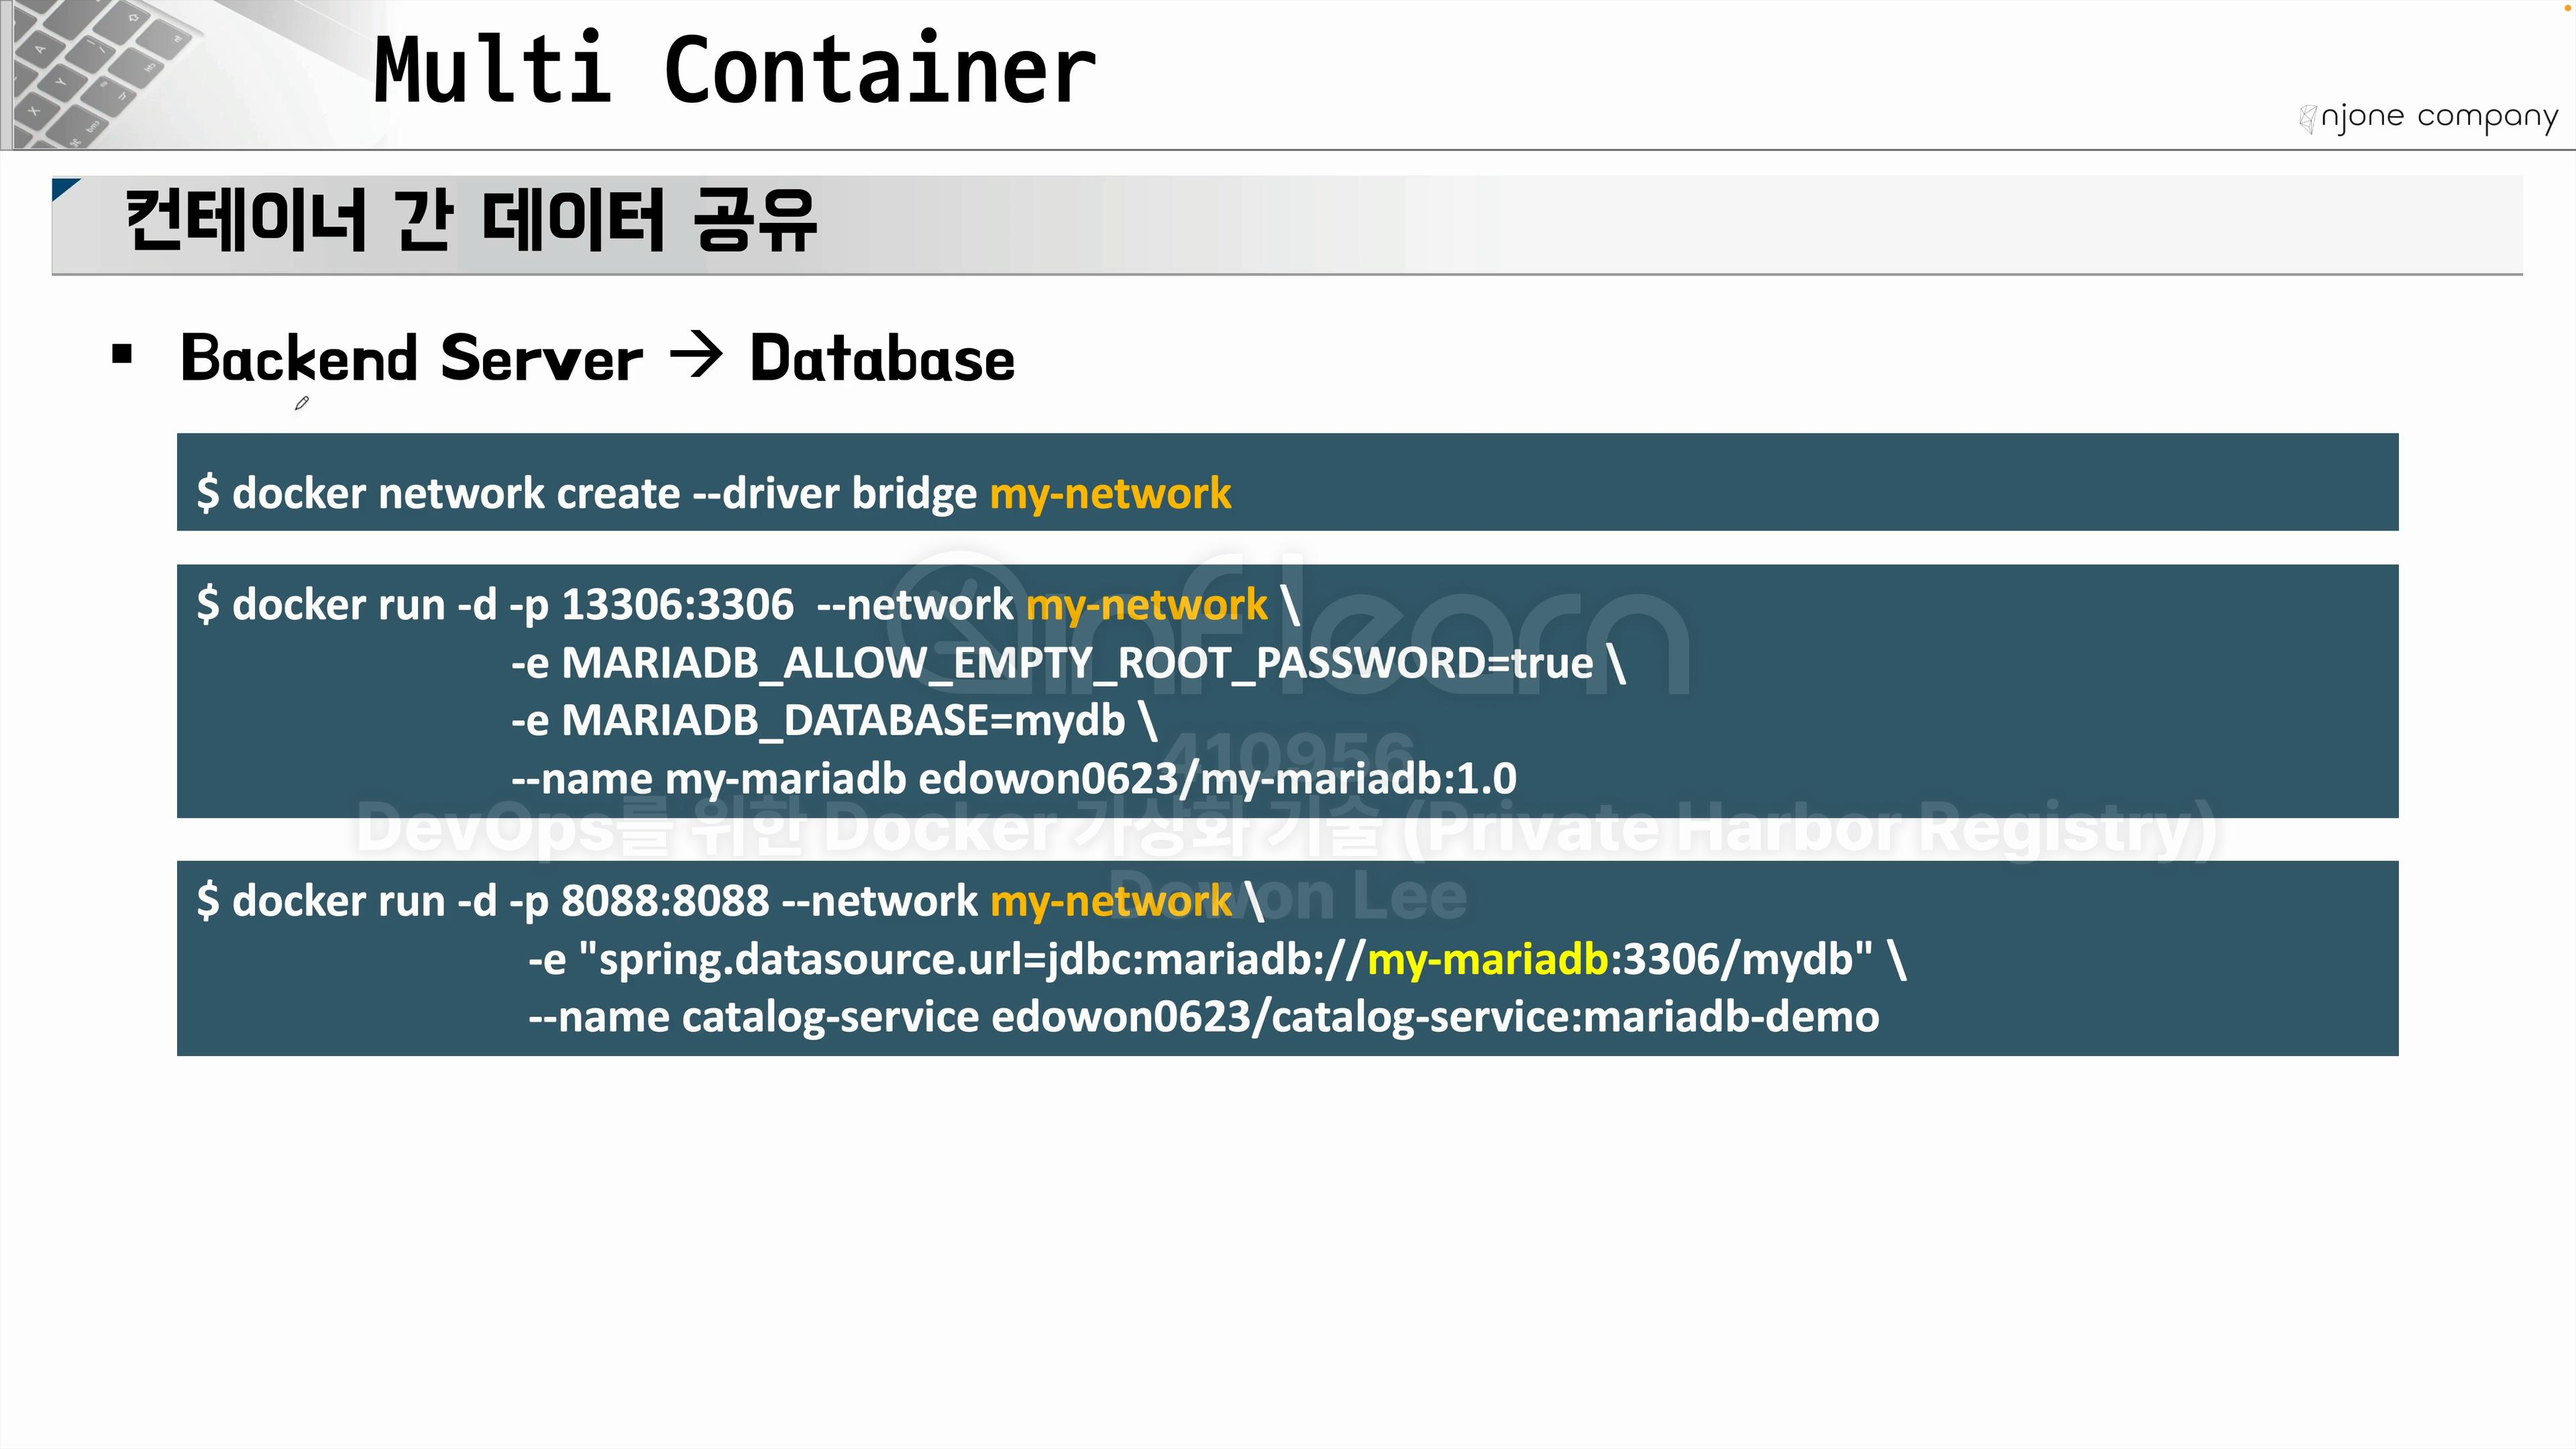 Multi Container
njone company
컨테이너 간 데이터 공유
▪ Backend Server → Database
$ docker network create --driver bridge my-network
$ docker run -d -p 13306:3306 --network my-network \
-e MARIADB_ALLOW_EMPTY_ROOT_PASSWORD=true \
-e MARIADB_DATABASE=mydb \
--name my-mariadb edowon0623/my-mariadb:1.0
$ docker run -d -p 8088:8088 --network my-network \
-e "spring.datasource.url=jdbc:mariadb://my-mariadb:3306/mydb" \
--name catalog-service edowon0623/catalog-service:mariadb-demo
inflearn
410956
DevOps를 위한 Docker 가상화 기술 (Private Harbor Registry)
Dowon Lee